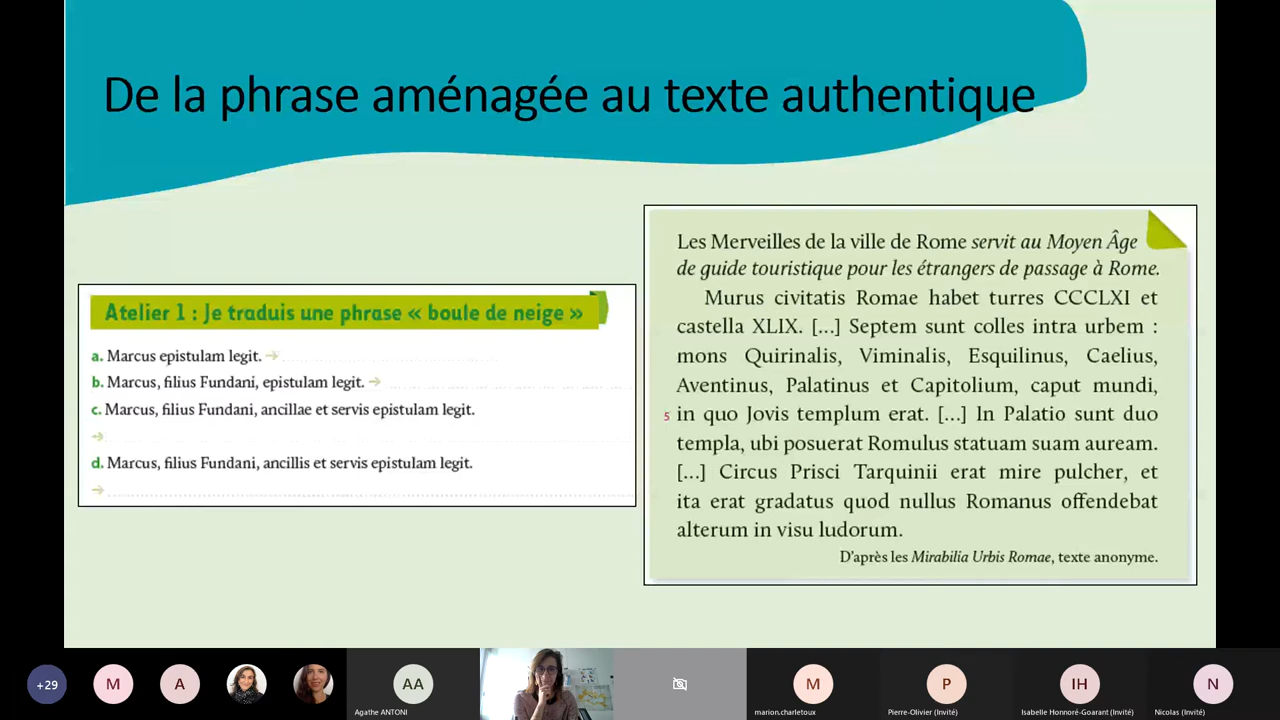 De la phrase aménagée au texte authentique
Atelier 1 : Je traduis une phrase « boule de neige »
a. Marcus epistulam legit. →
b. Marcus, filius Fundani, epistulam legit. →
c. Marcus, filius Fundani, ancillae et servis epistulam legit.
→
d. Marcus, filius Fundani, ancillis et servis epistulam legit.
→
Les Merveilles de la ville de Rome servit au Moyen Âge
de guide touristique pour les étrangers de passage à Rome.
Murus civitatis Romae habet turres CCCLXI et
castella XLIX. [...] Septem sunt colles intra urbem :
mons Quirinalis, Viminalis, Esquilinus, Caelius,
Aventinus, Palatinus et Capitolium, caput mundi,
5 in quo Jovis templum erat. [...] In Palatio sunt duo
templa, ubi posuerat Romulus statuam suam auream.
[...] Circus Prisci Tarquinii erat mire pulcher, et
ita erat gradatus quod nullus Romanus offendebat
alterum in visu ludorum.
D'après les Mirabilia Urbis Romae, texte anonyme.
+29
M
A
AA
Agathe ANTONI
M
marion.charletoux
P
Pierre-Olivier (Invité)
IH
Isabelle Honnoré-Goarant (Invité)
N
Nicolas (Invité)